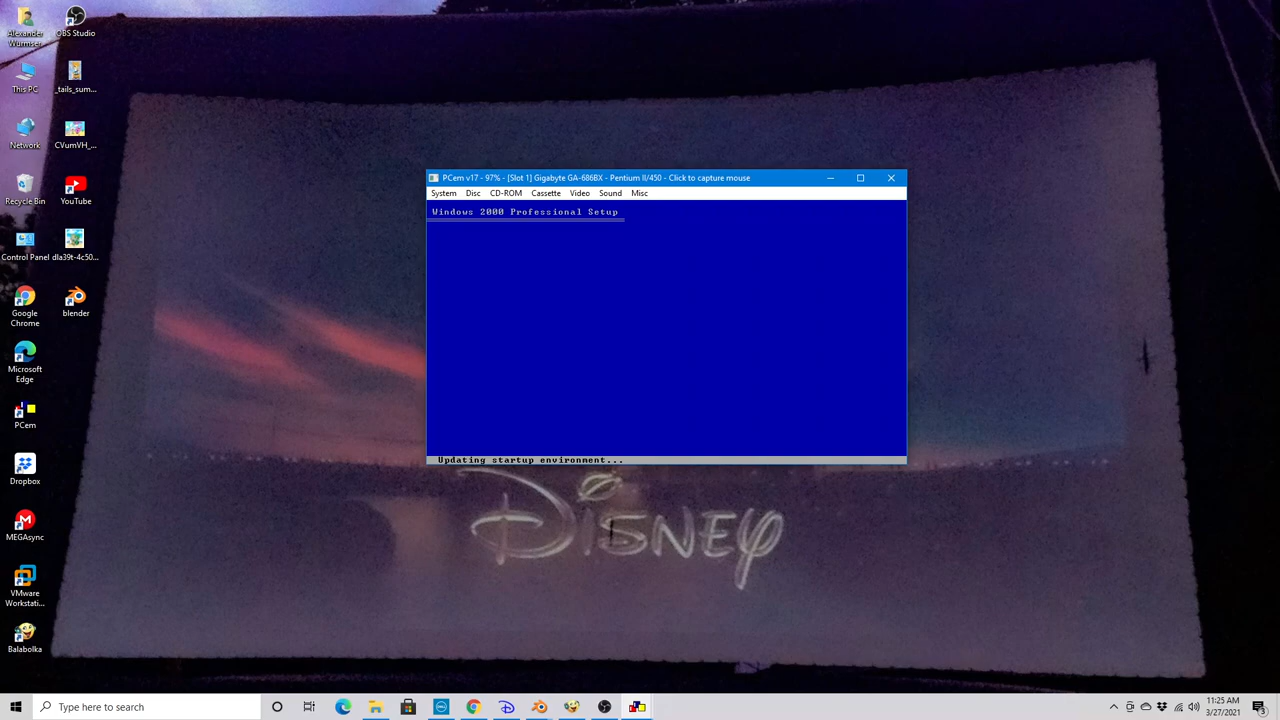 Alexander
Wurmser
OBS Studio
This PC
_tails_sum...
Network
CVumVH_...
Recycle Bin
YouTube
Control Panel
dla39t-4c50...
Google
Chrome
blender
Microsoft
Edge
PCem
Dropbox
MEGAsync
VMware
Workstati...
Balabolka
PCem v17 - 97% - [Slot 1] Gigabyte GA-686BX - Pentium II/450 - Click to capture mouse
System Disc CD-ROM Cassette Video Sound Misc
Windows 2000 Professional Setup
Updating startup environment...
Disney
Type here to search
DELL
11:25 AM
3/27/2021
3